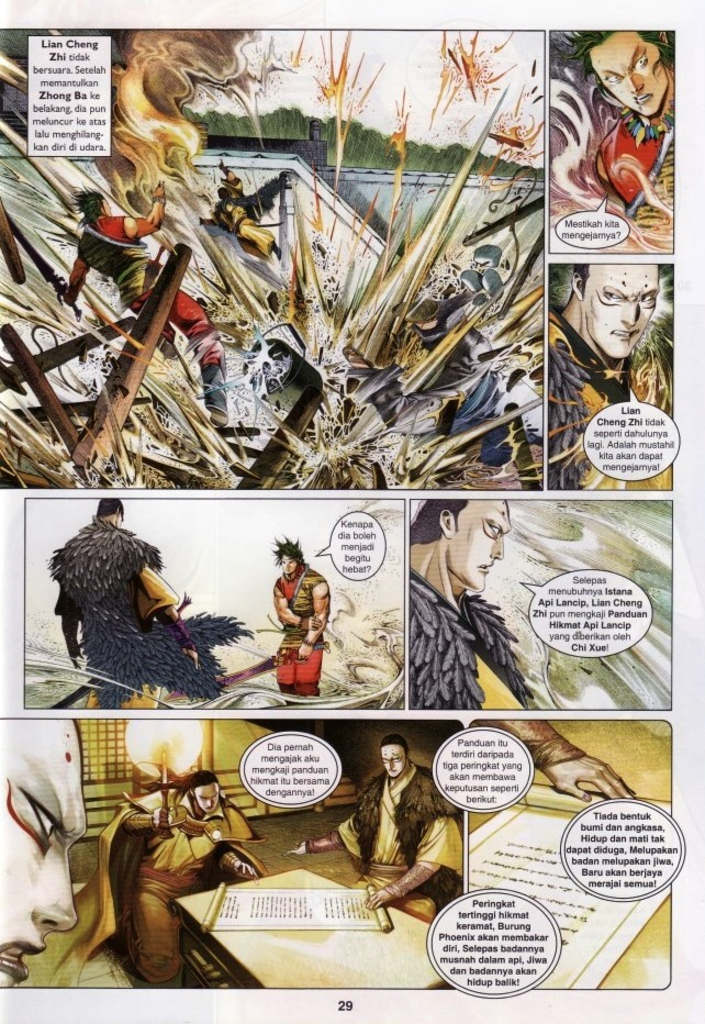 Lian Cheng
Zhi tidak
bersuara. Setelah
memantulkan
Zhong Ba ke
belakang, dia pun
meluncur ke atas
lalu menghilang-
kan diri di udara.
Mestikah kita
mengejarnya?
Lian
Cheng Zhi tidak
seperti dahulunya
lagi. Adalah mustahil
kita akan dapat
mengejarnya!
Kenapa
dia boleh
menjadi
begitu
hebat?
Selepas
menubuhnya Istana
Api Lancip, Lian Cheng
Zhi pun mengkaji Panduan
Hikmat Api Lancip
yang diberikan oleh
Chi Xue!
Dia pernah
mengajak aku
mengkaji panduan
hikmat itu bersama
dengannya!
Panduan itu
terdiri daripada
tiga peringkat yang
akan membawa
keputusan seperti
berikut:
Tiada bentuk
bumi dan angkasa,
Hidup dan mati tak
dapat diduga, Melupakan
badan melupakan jiwa,
Baru akan berjaya
merajai semua!
Peringkat
tertinggi hikmat
keramat, Burung
Phoenix akan membakar
diri, Selepas badannya
musnah dalam api, Jiwa
dan badannya akan
hidup balik!
29